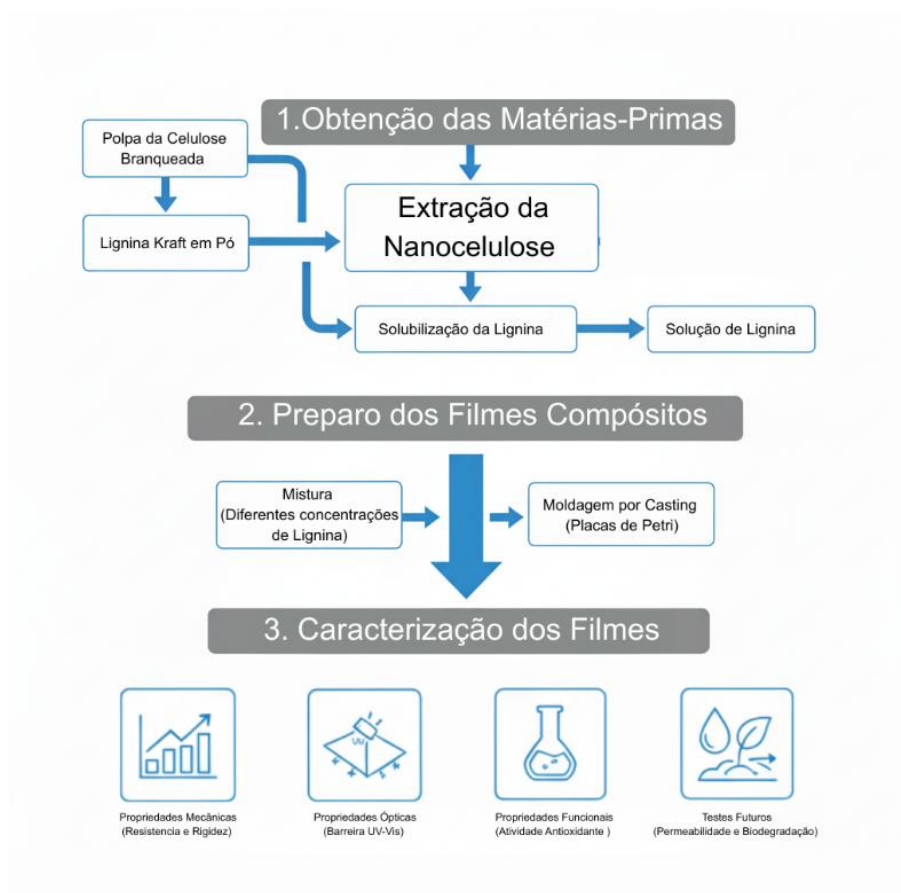 1.Obtenção das Matérias-Primas
Polpa da Celulose
Branqueada
Extração da
Nanocelulose
Lignina Kraft em Pó
Solubilização da Lignina
Solução de Lignina
2. Preparo dos Filmes Compósitos
Mistura
(Diferentes concentrações
de Lignina)
Moldagem por Casting
(Placas de Petri)
3. Caracterização dos Filmes
UV
Propriedades Mecânicas
(Resistencia e Rigidez)
Propriedades Ópticas
(Barreira UV-Vis)
Propriedades Funcionais
(Atividade Antioxidante )
Testes Futuros
(Permeabilidade e Biodegradação)